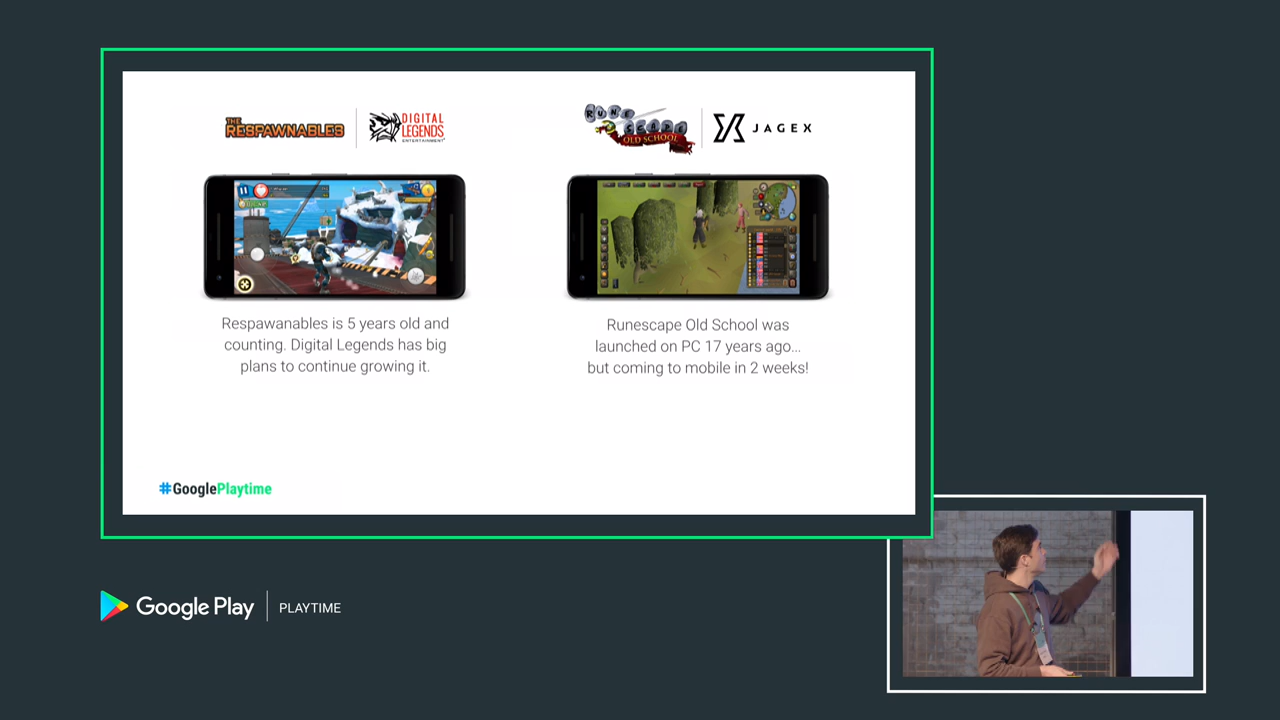 THE
RESPAWNABLES
DIGITAL
LEGENDS
ENTERTAINMENT
RUNE
SCAPE
OLD SCHOOL
JAGEX
Respawanables is 5 years old and
counting. Digital Legends has big
plans to continue growing it.
Runescape Old School was
launched on PC 17 years ago...
but coming to mobile in 2 weeks!
#GooglePlaytime
Google Play
PLAYTIME